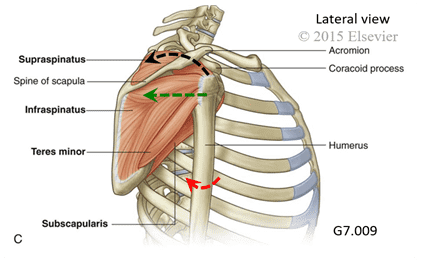 Lateral view
© 2015 Elsevier
Acromion
Supraspinatus
Coracoid process
Spine of scapula
Infraspinatus
Humerus
Teres minor
Subscapularis
G7.009
C